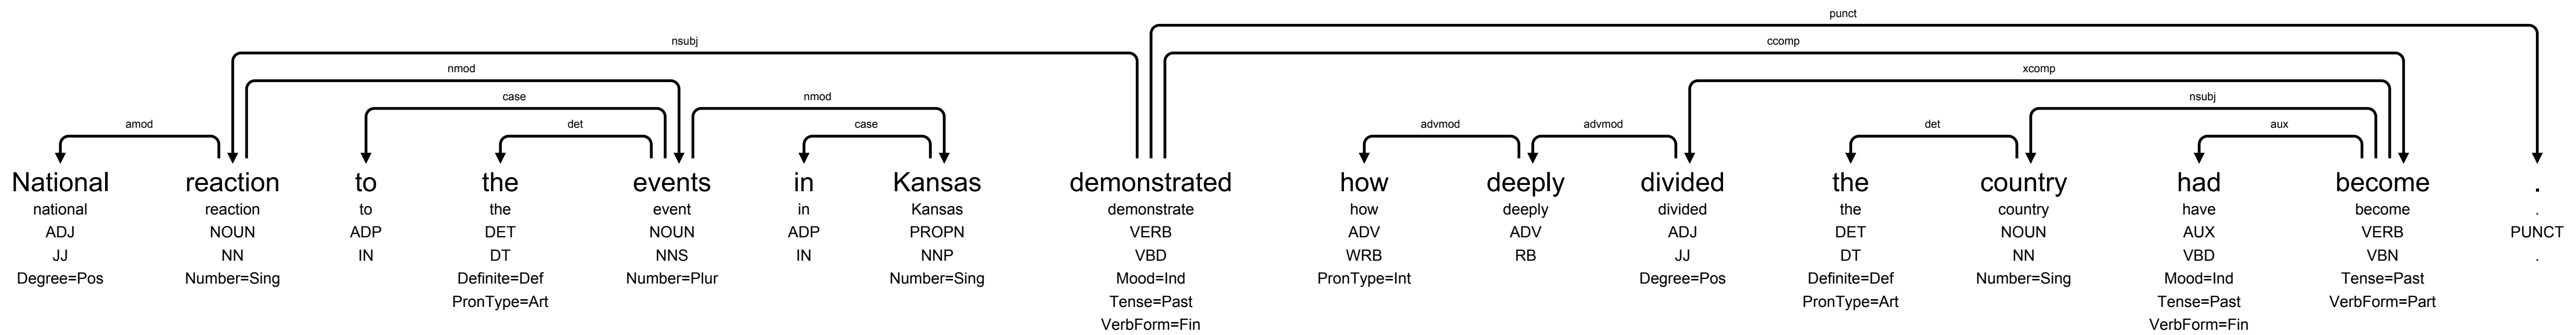 punct
nsubj ccomp
nmod xcomp
case nmod nsubj
amod det case advmod advmod det aux
National reaction to the events in Kansas demonstrated how deeply divided the country had become .
national reaction to the event in Kansas demonstrate how deeply divided the country have become .
ADJ NOUN ADP DET NOUN ADP PROPN VERB ADV ADV ADJ DET NOUN AUX VERB PUNCT
JJ NN IN DT NNS IN NNP VBD WRB RB JJ DT NN VBD VBN .
Degree=Pos Number=Sing Definite=Def Number=Plur Number=Sing Mood=Ind PronType=Int Degree=Pos Definite=Def Number=Sing Mood=Ind Tense=Past
PronType=Art Tense=Past PronType=Art Tense=Past VerbForm=Part
VerbForm=Fin VerbForm=Fin